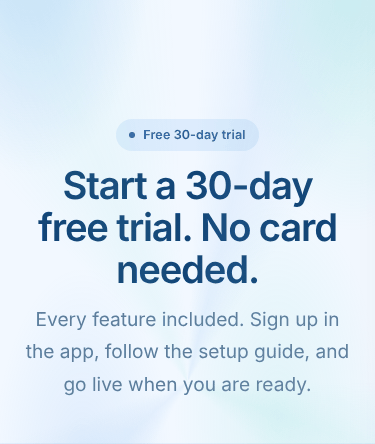 Free 30-day trial
Start a 30-day
free trial. No card
needed.
Every feature included. Sign up in
the app, follow the setup guide, and
go live when you are ready.